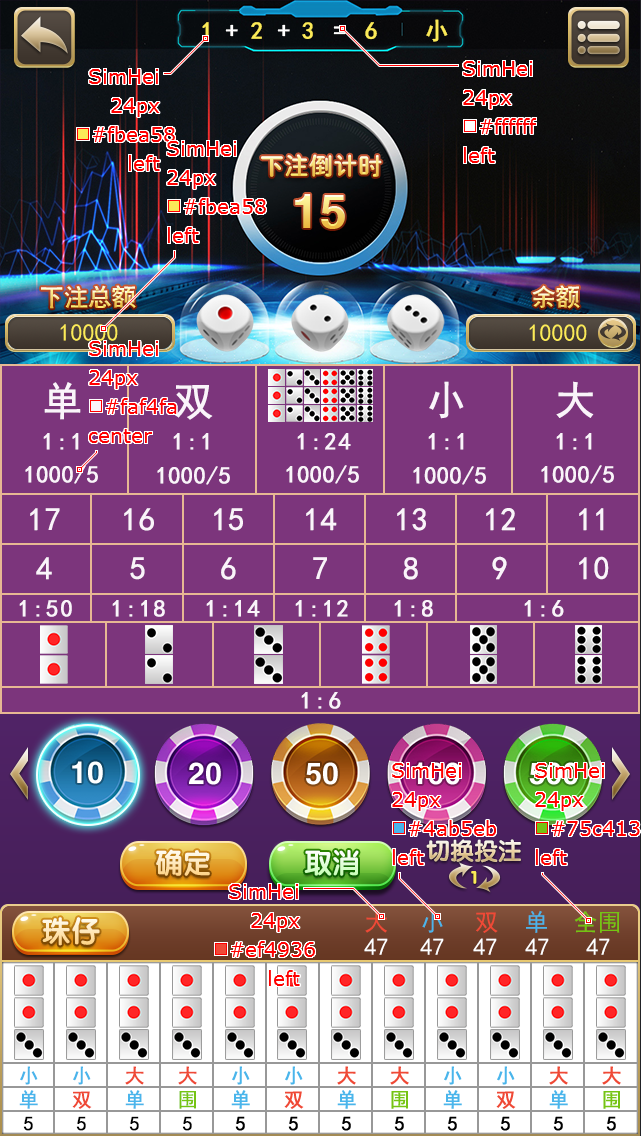 1 + 2 + 3 = 6 小
SimHei
24px
#fbea58
left
SimHei
24px
#ffffff
left
SimHei
24px
#fbea58
left
下注倒计时
15
下注总额
余额
10000
10000
SimHei
24px
#faf4fa
center
单 双 小 大
1:1 1:1 1:24 1:1 1:1
1000/5 1000/5 1000/5 1000/5 1000/5
17 16 15 14 13 12 11
4 5 6 7 8 9 10
1:50 1:18 1:14 1:12 1:8 1:6
1:6
10 20 50 100 500
SimHei
24px
#4ab5eb
left
SimHei
24px
#75c413
left
确定 取消 切换投注
1
SimHei
24px
#ef4936
left
珠仔
大 小 双 单 全围
47 47 47 47 47
小 小 大 大 小 小 大 大 小 小 大 大
单 双 单 围 单 双 单 围 单 双 单 围
5 5 5 5 5 5 5 5 5 5 5 5